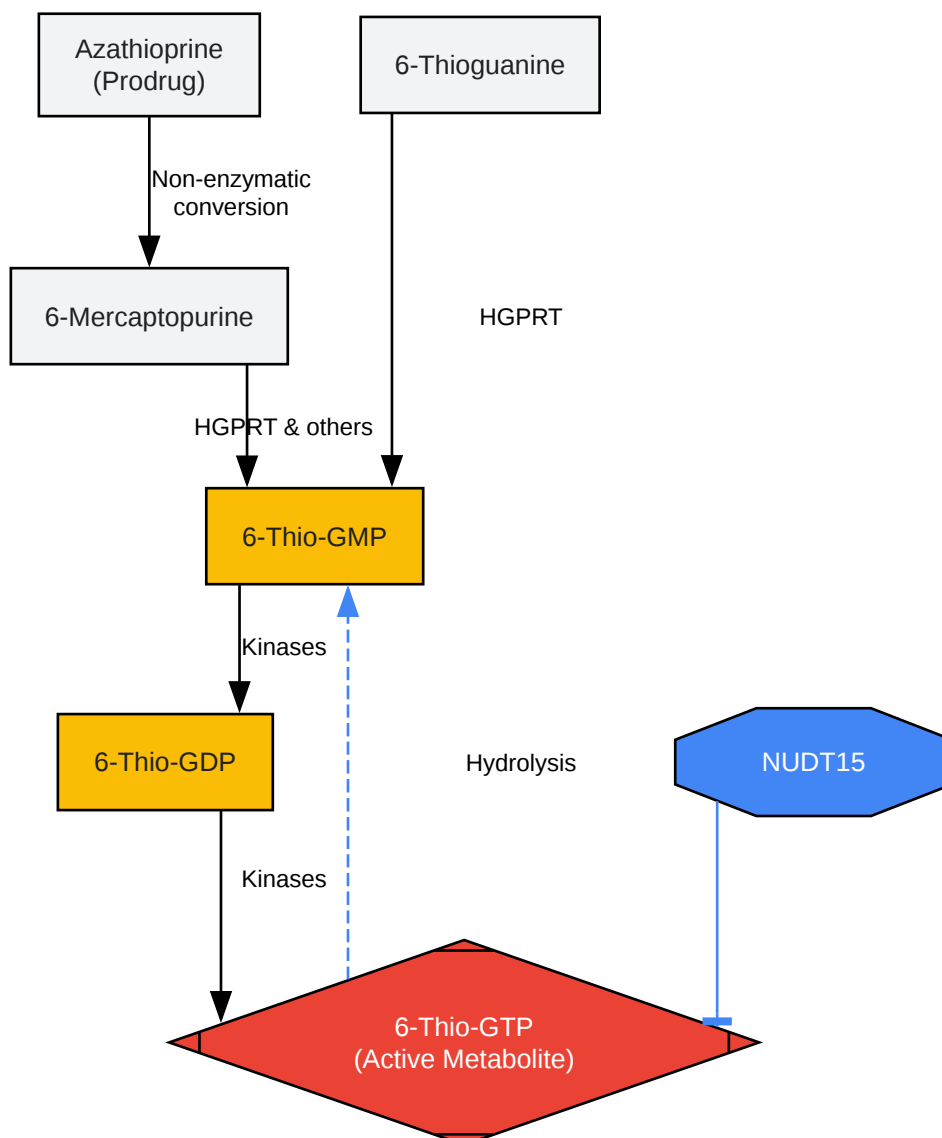 Azathioprine
(Prodrug)
6-Thioguanine
Non-enzymatic
conversion
6-Mercaptopurine
HGPRT
HGPRT & others
6-Thio-GMP
Kinases
6-Thio-GDP
Hydrolysis
NUDT15
Kinases
6-Thio-GTP
(Active Metabolite)